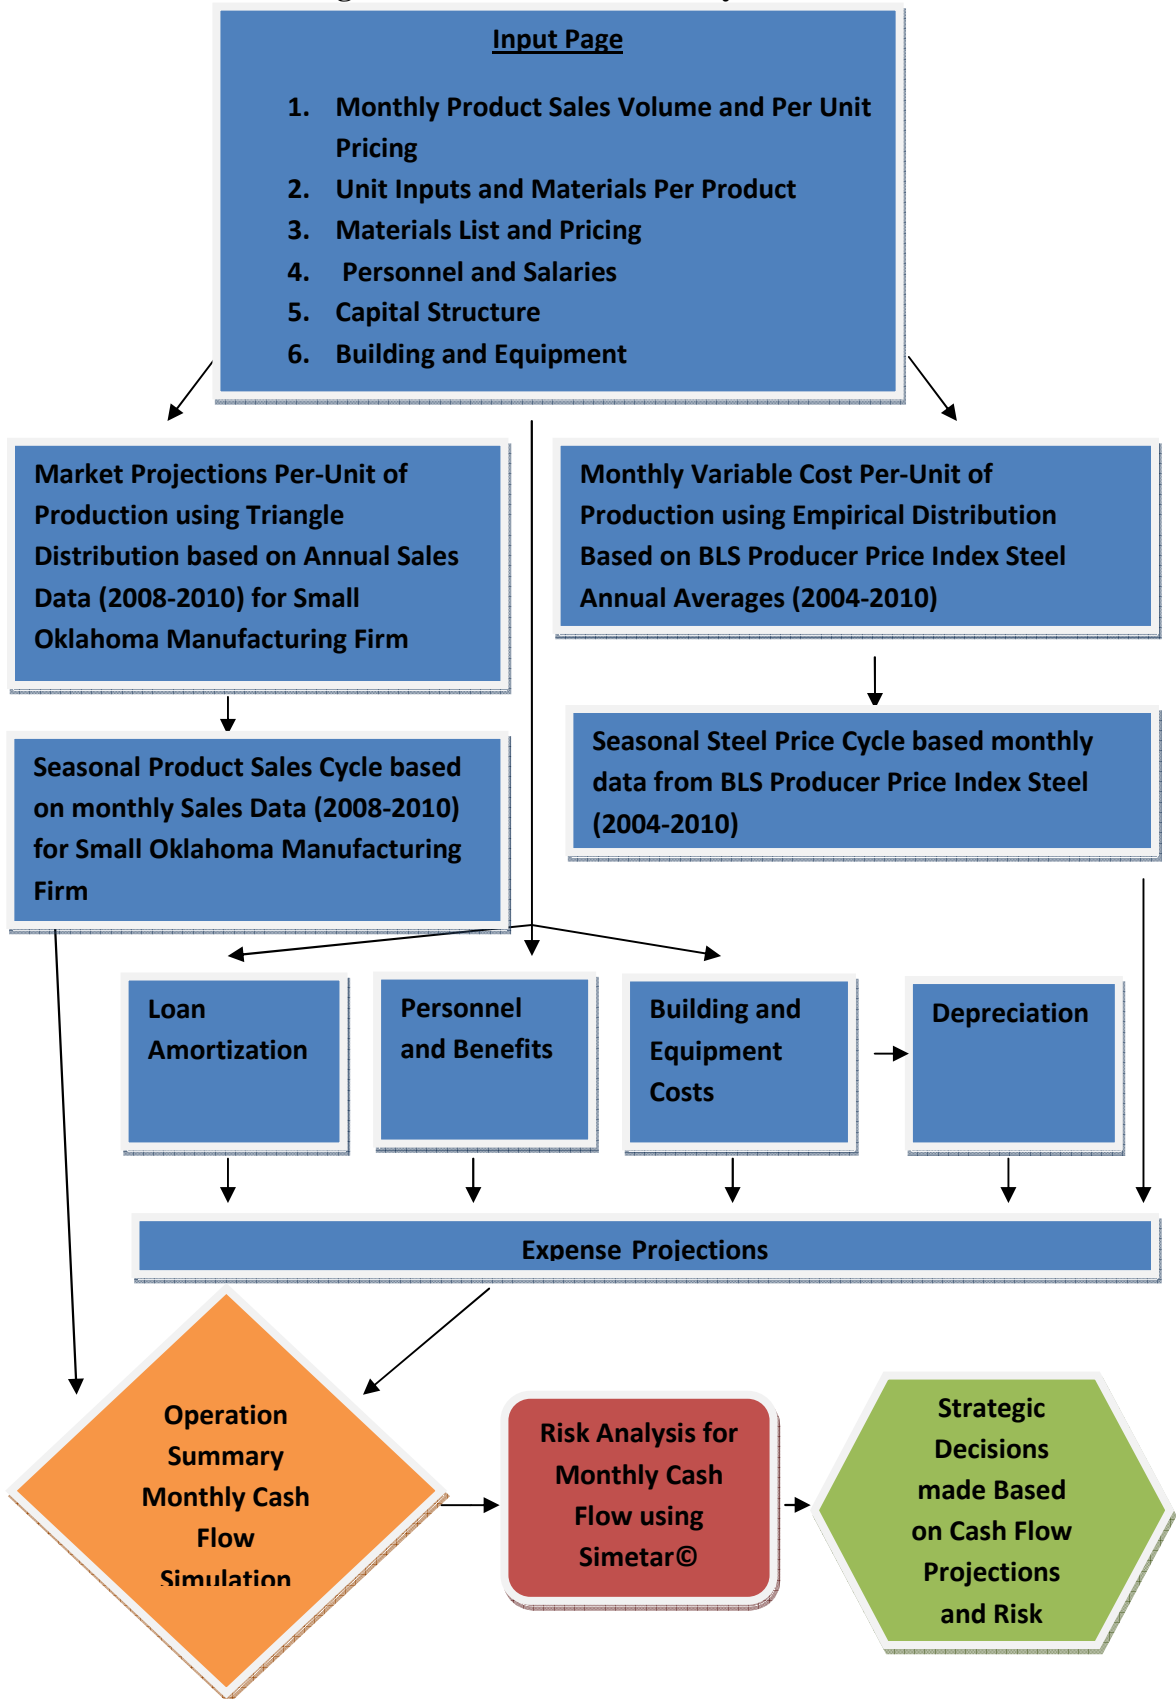 Input Page
1. Monthly Product Sales Volume and Per Unit
Pricing
2. Unit Inputs and Materials Per Product
3. Materials List and Pricing
4. Personnel and Salaries
5. Capital Structure
6. Building and Equipment
Market Projections Per-Unit of
Production using Triangle
Distribution based on Annual Sales
Data (2008-2010) for Small
Oklahoma Manufacturing Firm
Monthly Variable Cost Per-Unit of
Production using Empirical Distribution
Based on BLS Producer Price Index Steel
Annual Averages (2004-2010)
Seasonal Product Sales Cycle based
on monthly Sales Data (2008-2010)
for Small Oklahoma Manufacturing
Firm
Seasonal Steel Price Cycle based monthly
data from BLS Producer Price Index Steel
(2004-2010)
Loan
Amortization
Personnel
and Benefits
Building and
Equipment
Costs
Depreciation
Expense Projections
Operation
Summary
Monthly Cash
Flow
Simulation
Risk Analysis for
Monthly Cash
Flow using
Simetar©
Strategic
Decisions
made Based
on Cash Flow
Projections
and Risk